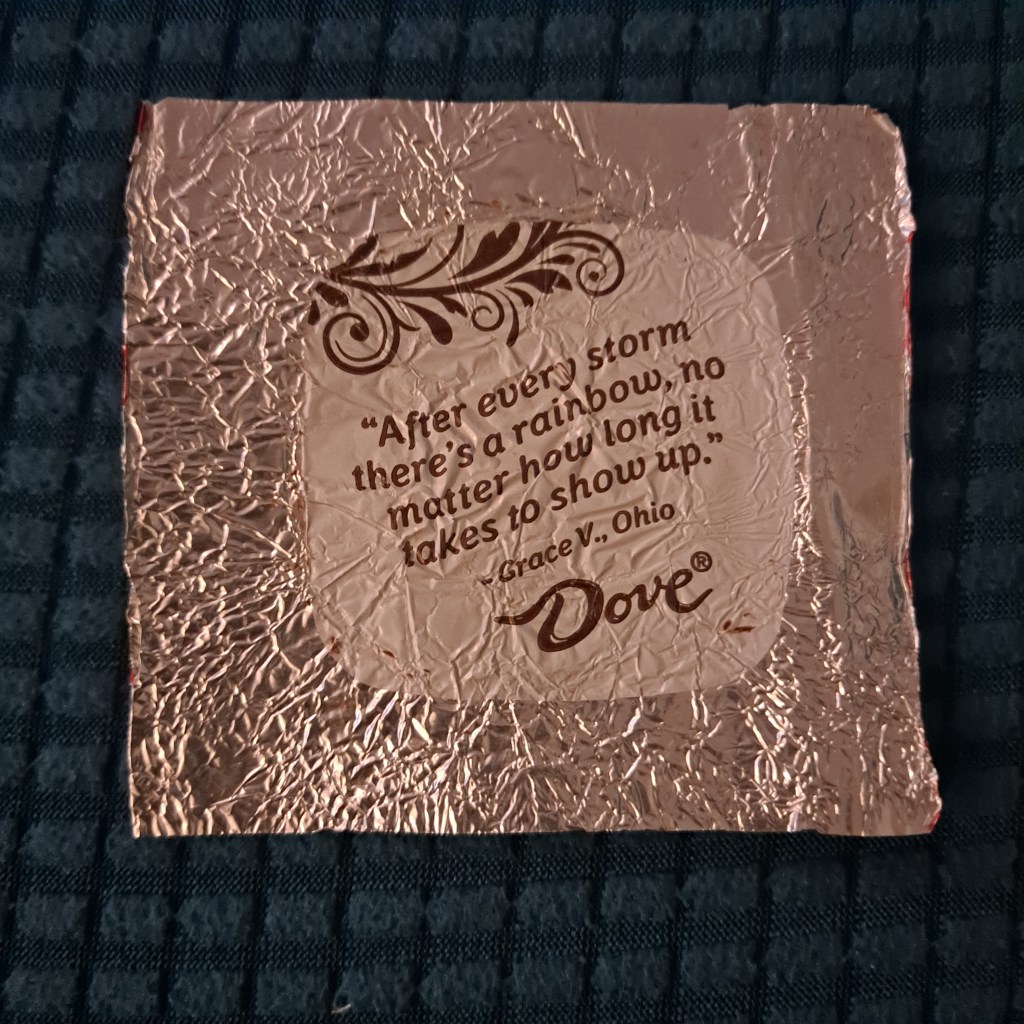 “After every storm
there's a rainbow, no
matter how long it
takes to show up.”
~Grace V., Ohio
Dove®